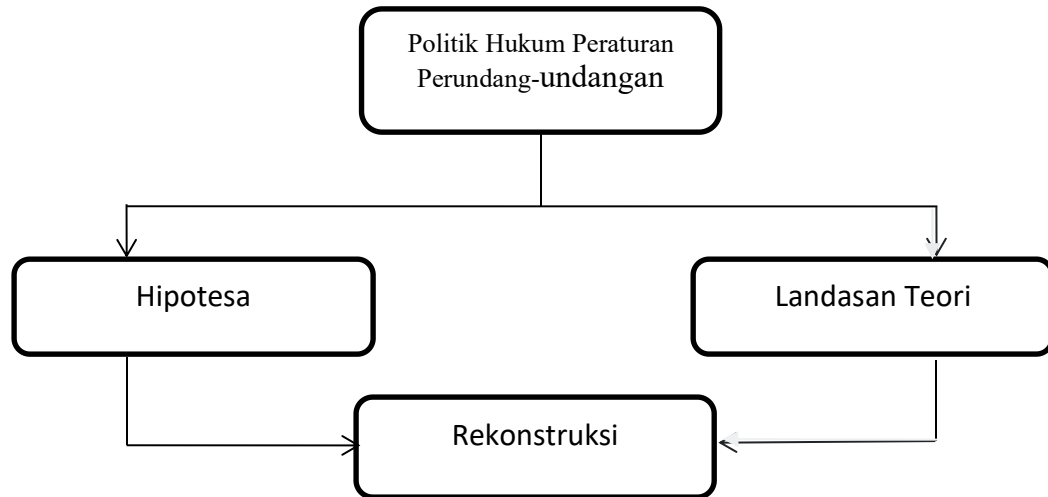 Politik Hukum Peraturan
Perundang-undangan
Hipotesa
Landasan Teori
Rekonstruksi